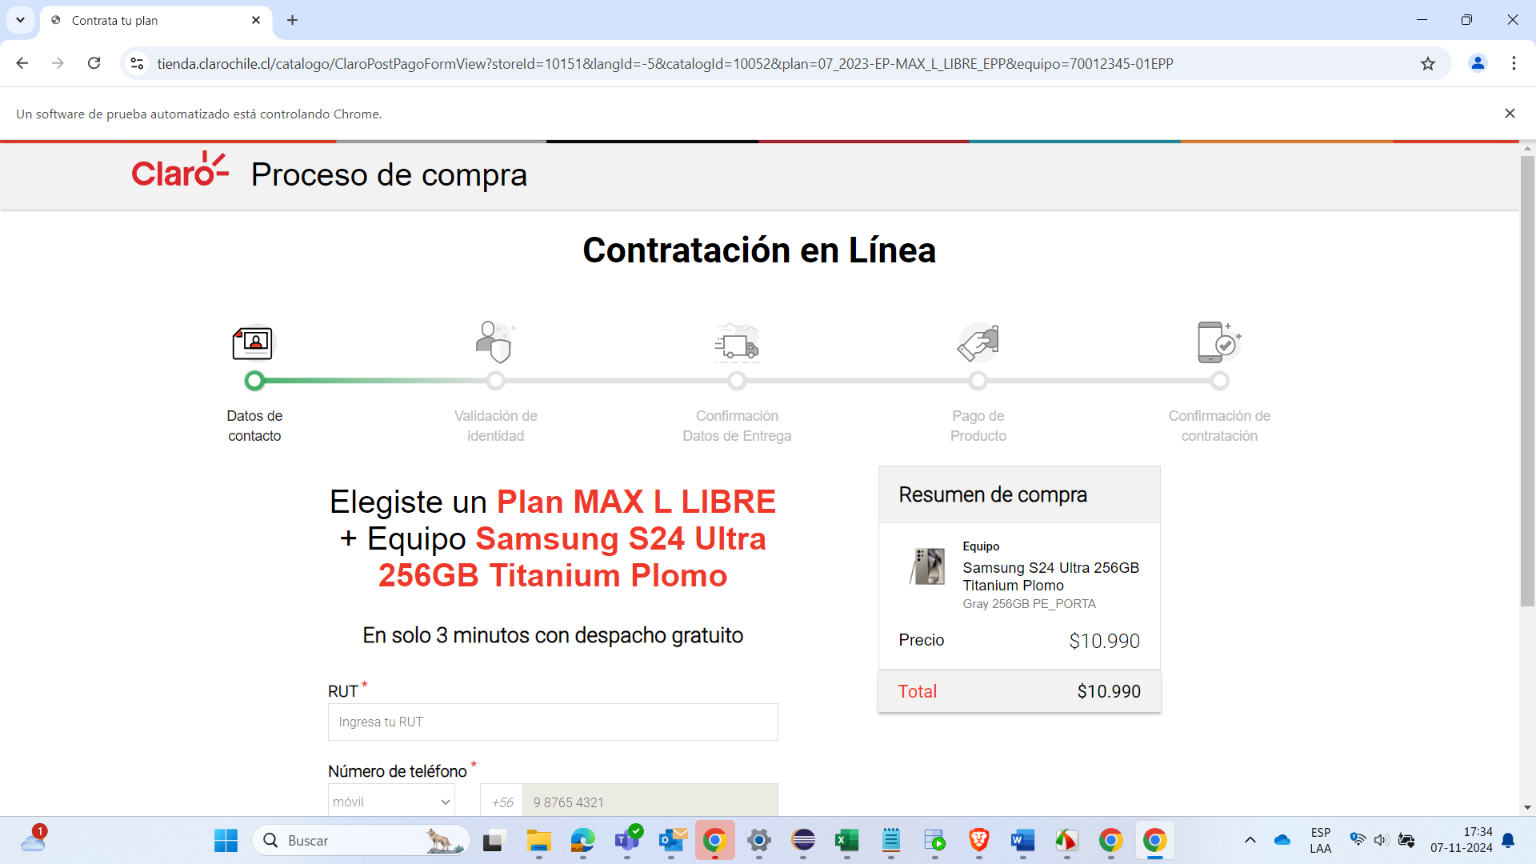 Contrata tu plan
tienda.clarochile.cl/catalogo/ClaroPostPagoFormView?storeId=10151&langId=-5&catalogId=10052&plan=07_2023-EP-MAX_L_LIBRE_EPP&equipo=70012345-01EPP
Un software de prueba automatizado está controlando Chrome.
Claro Proceso de compra
Contratación en Línea
Datos de
contacto
Validación de
identidad
Confirmación
Datos de Entrega
Pago de
Producto
Confirmación de
contratación
Elegiste un Plan MAX L LIBRE
+ Equipo Samsung S24 Ultra
256GB Titanium Plomo
En solo 3 minutos con despacho gratuito
RUT *
Ingresa tu RUT
Número de teléfono *
móvil
+56 9 8765 4321
Resumen de compra
Equipo
Samsung S24 Ultra 256GB
Titanium Plomo
Gray 256GB PE_PORTA
Precio $10.990
Total $10.990
1
Buscar
ESP
LAA
17:34
07-11-2024